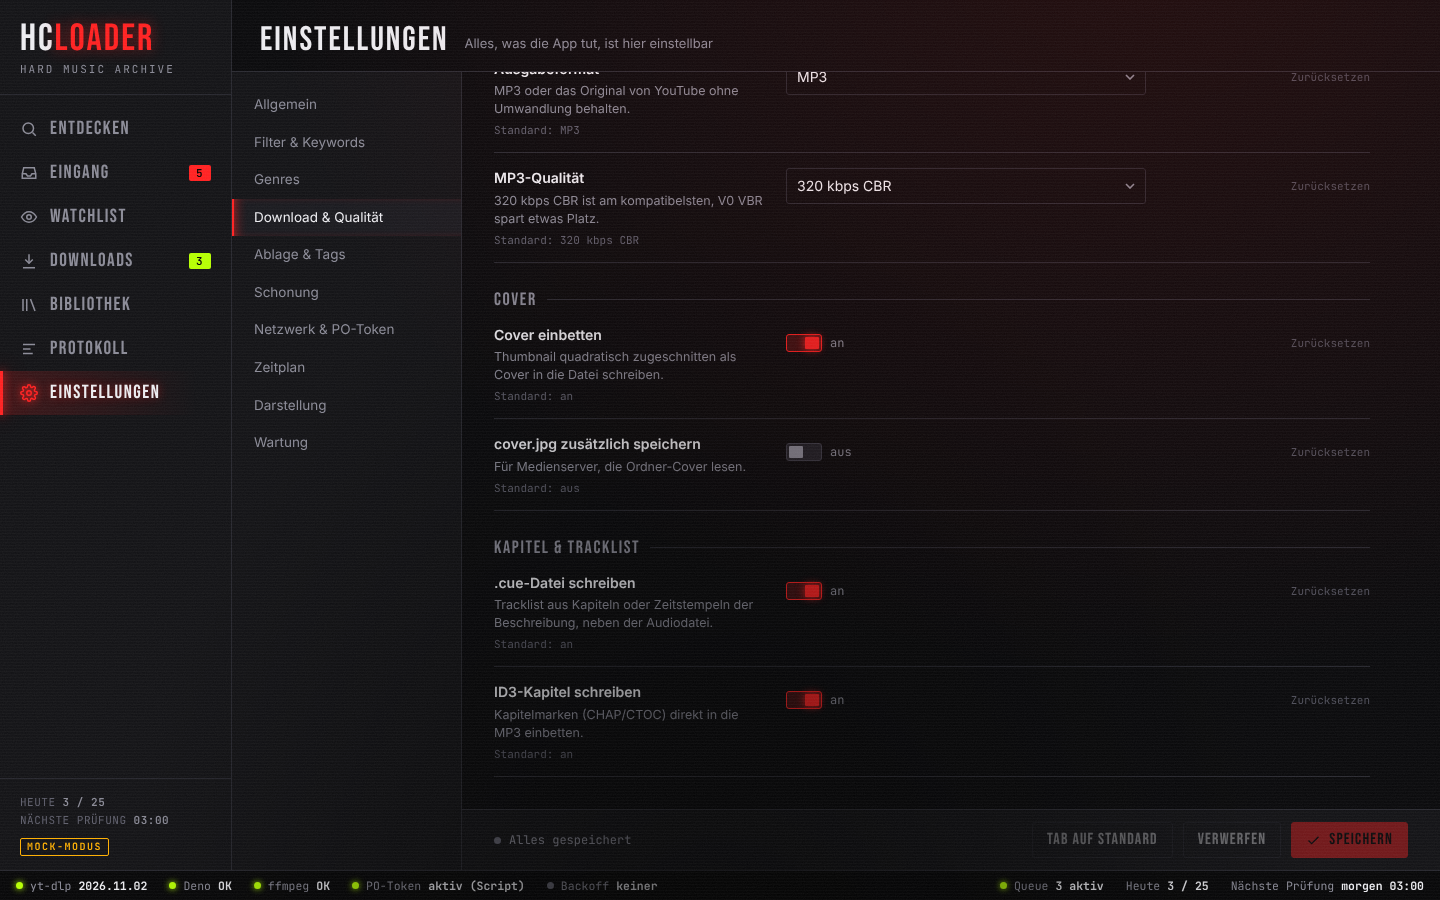 HCLOADER
HARD MUSIC ARCHIVE
ENTDECKEN
EINGANG 5
WATCHLIST
DOWNLOADS 3
BIBLIOTHEK
PROTOKOLL
EINSTELLUNGEN
HEUTE 3 / 25
NÄCHSTE PRÜFUNG 03:00
MOCK-MODUS
EINSTELLUNGEN Alles, was die App tut, ist hier einstellbar
Allgemein
Filter & Keywords
Genres
Download & Qualität
Ablage & Tags
Schonung
Netzwerk & PO-Token
Zeitplan
Darstellung
Wartung
Ausgabeformat
MP3 oder das Original von YouTube ohne
Umwandlung behalten.
Standard: MP3
MP3
Zurücksetzen
MP3-Qualität
320 kbps CBR ist am kompatibelsten, V0 VBR
spart etwas Platz.
Standard: 320 kbps CBR
320 kbps CBR
Zurücksetzen
COVER
Cover einbetten
Thumbnail quadratisch zugeschnitten als
Cover in die Datei schreiben.
Standard: an
an
Zurücksetzen
cover.jpg zusätzlich speichern
Für Medienserver, die Ordner-Cover lesen.
Standard: aus
aus
Zurücksetzen
KAPITEL & TRACKLIST
.cue-Datei schreiben
Tracklist aus Kapiteln oder Zeitstempeln der
Beschreibung, neben der Audiodatei.
Standard: an
an
Zurücksetzen
ID3-Kapitel schreiben
Kapitelmarken (CHAP/CTOC) direkt in die
MP3 einbetten.
Standard: an
an
Zurücksetzen
Alles gespeichert
TAB AUF STANDARD
VERWERFEN
SPEICHERN
yt-dlp 2026.11.02 Deno OK ffmpeg OK PO-Token aktiv (Script) Backoff keiner Queue 3 aktiv Heute 3 / 25 Nächste Prüfung morgen 03:00